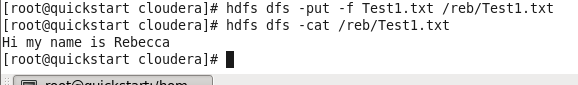 [root@quickstart cloudera]# hdfs dfs -put -f Test1.txt /reb/Test1.txt
[root@quickstart cloudera]# hdfs dfs -cat /reb/Test1.txt
Hi my name is Rebecca
[root@quickstart cloudera]#